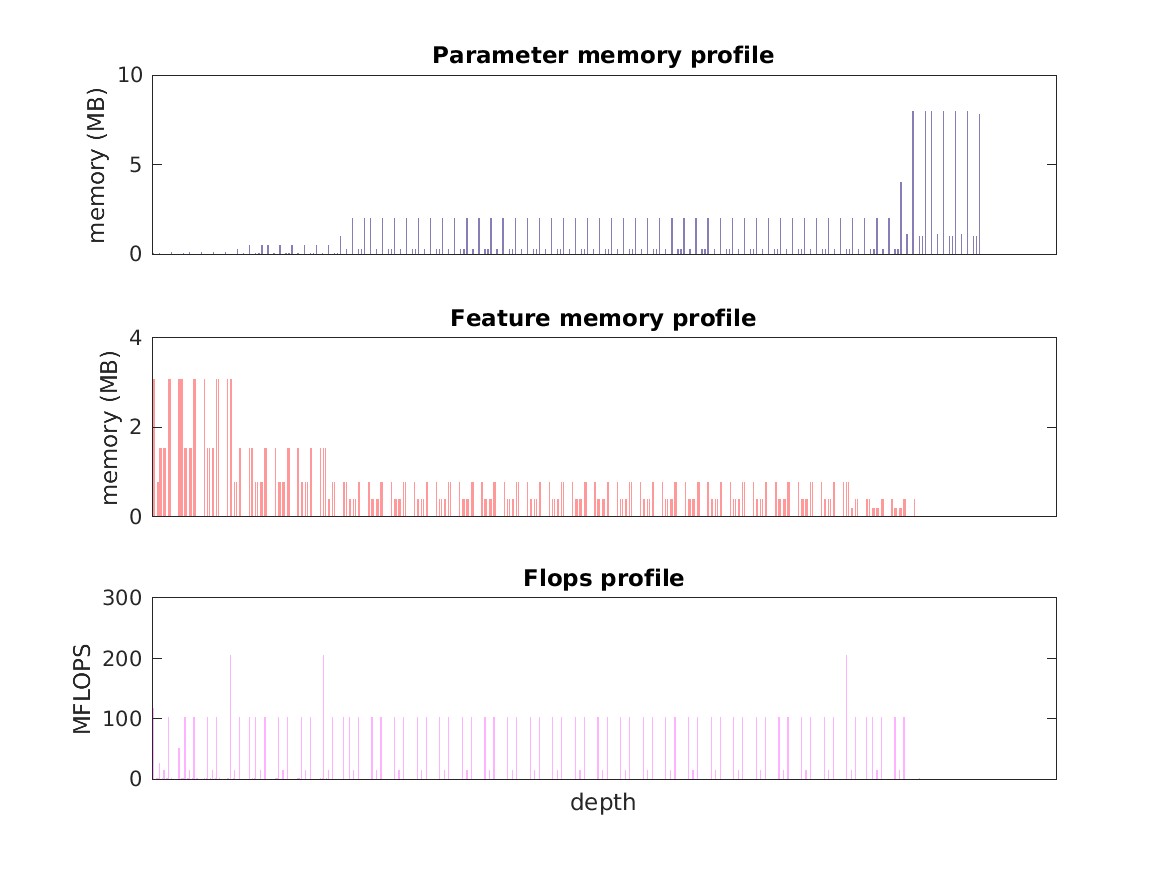 Parameter memory profile
memory (MB)
10
5
0
Feature memory profile
memory (MB)
4
2
0
Flops profile
MFLOPS
300
200
100
0
depth